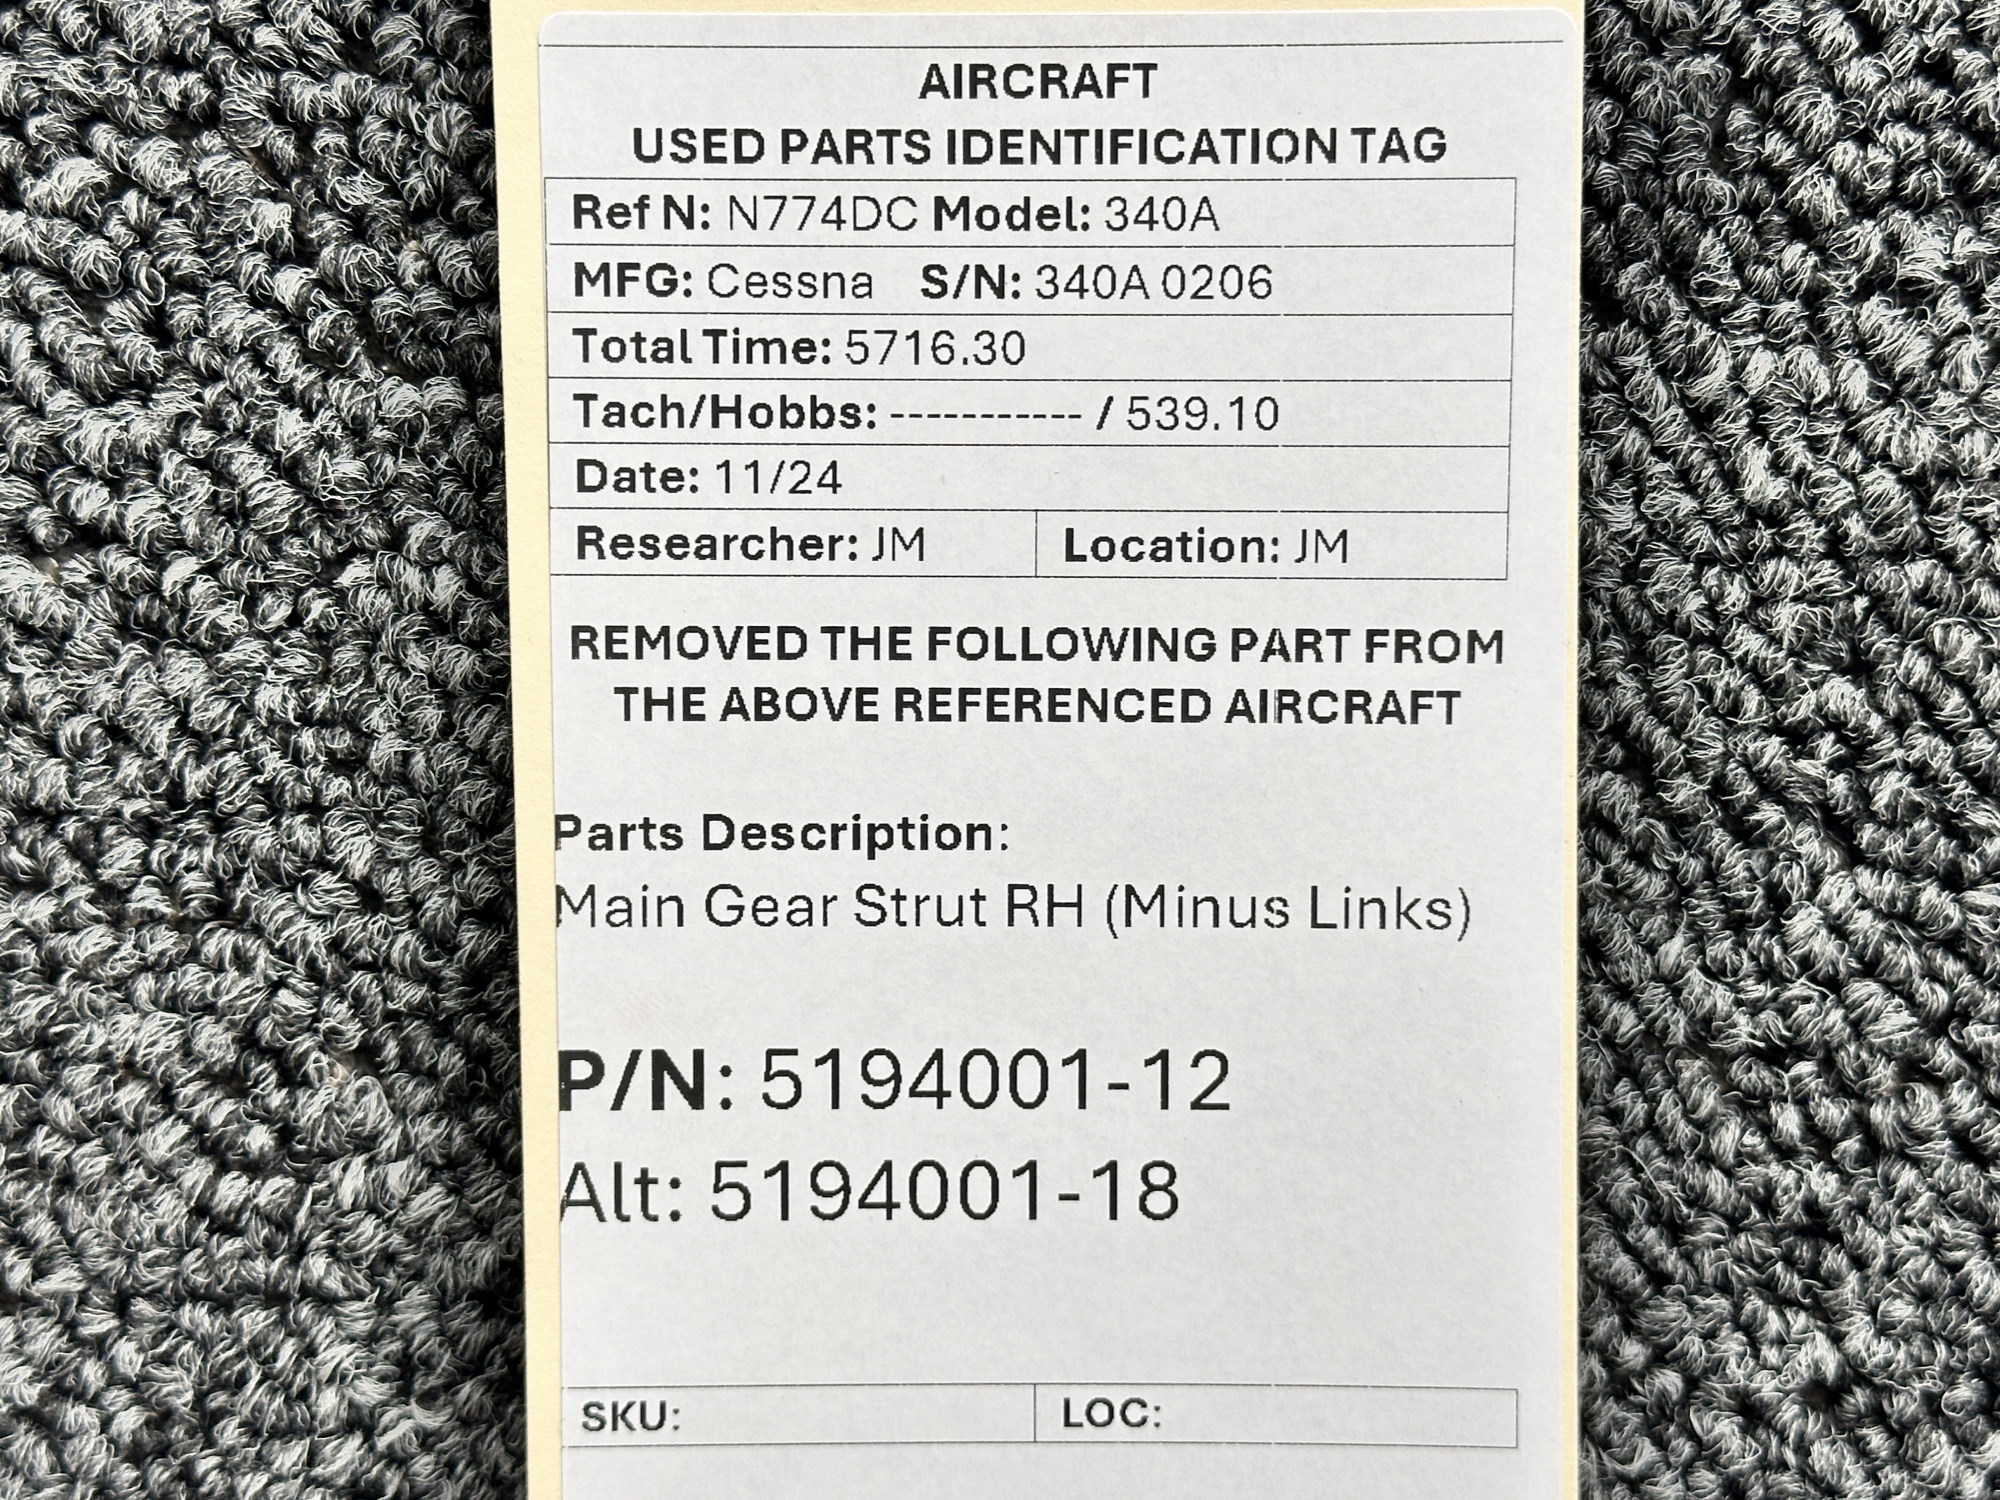 AIRCRAFT
USED PARTS IDENTIFICATION TAG
Ref N: N774DC Model: 340A
MFG: Cessna S/N: 340A 0206
Total Time: 5716.30
Tach/Hobbs: ----------- / 539.10
Date: 11/24
Researcher: JM Location: JM
REMOVED THE FOLLOWING PART FROM
THE ABOVE REFERENCED AIRCRAFT
Parts Description:
Main Gear Strut RH (Minus Links)
P/N: 5194001-12
Alt: 5194001-18
SKU: LOC: